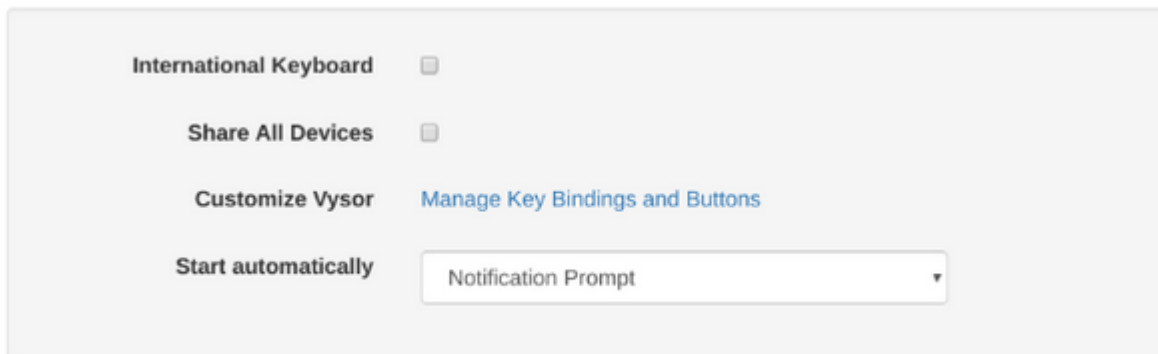 International Keyboard
Share All Devices
Customize Vysor Manage Key Bindings and Buttons
Start automatically Notification Prompt